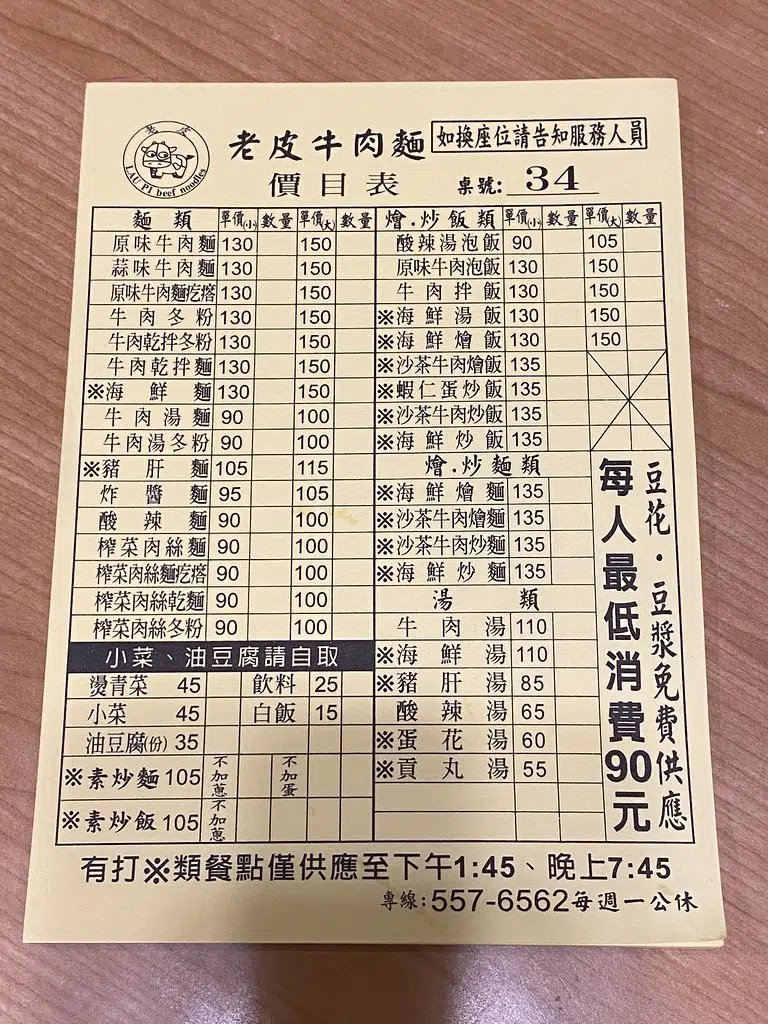 老皮
LAU PI beef noodles
老皮牛肉麵
如換座位請告知服務人員
價目表
桌號: 34
麵類 單價(小) 數量 單價(大) 數量
原味牛肉麵 130 150
蒜味牛肉麵 130 150
原味牛肉麵疙瘩 130 150
牛肉冬粉 130 150
牛肉乾拌冬粉 130 150
牛肉乾拌麵 130 150
※海鮮麵 130 150
牛肉湯麵 90 100
牛肉湯冬粉 90 100
※豬肝麵 105 115
炸醬麵 95 105
酸辣麵 90 100
榨菜肉絲麵 90 100
榨菜肉絲麵疙瘩 90 100
榨菜肉絲乾麵 90 100
榨菜肉絲冬粉 90 100
小菜、油豆腐請自取
燙青菜 45 飲料 25
小菜 45 白飯 15
油豆腐(份) 35
※素炒麵 105 不加蔥 不加蛋
※素炒飯 105 不加蔥
燴.炒飯類 單價(小) 數量 單價(大) 數量
酸辣湯泡飯 90 105
原味牛肉泡飯 130 150
牛肉拌飯 130 150
※海鮮湯飯 130 150
※海鮮燴飯 130 150
※沙茶牛肉燴飯 135
※蝦仁蛋炒飯 135
※沙茶牛肉炒飯 135
※海鮮炒飯 135
燴.炒麵類
※海鮮燴麵 135
※沙茶牛肉燴麵 135
※沙茶牛肉炒麵 135
※海鮮炒麵 135
湯類
牛肉湯 110
※海鮮湯 110
※豬肝湯 85
酸辣湯 65
※蛋花湯 60
※貢丸湯 55
豆花·豆漿免費供應
每人最低消費90元
有打※類餐點僅供應至下午1:45、晚上7:45
專線:557-6562每週一公休